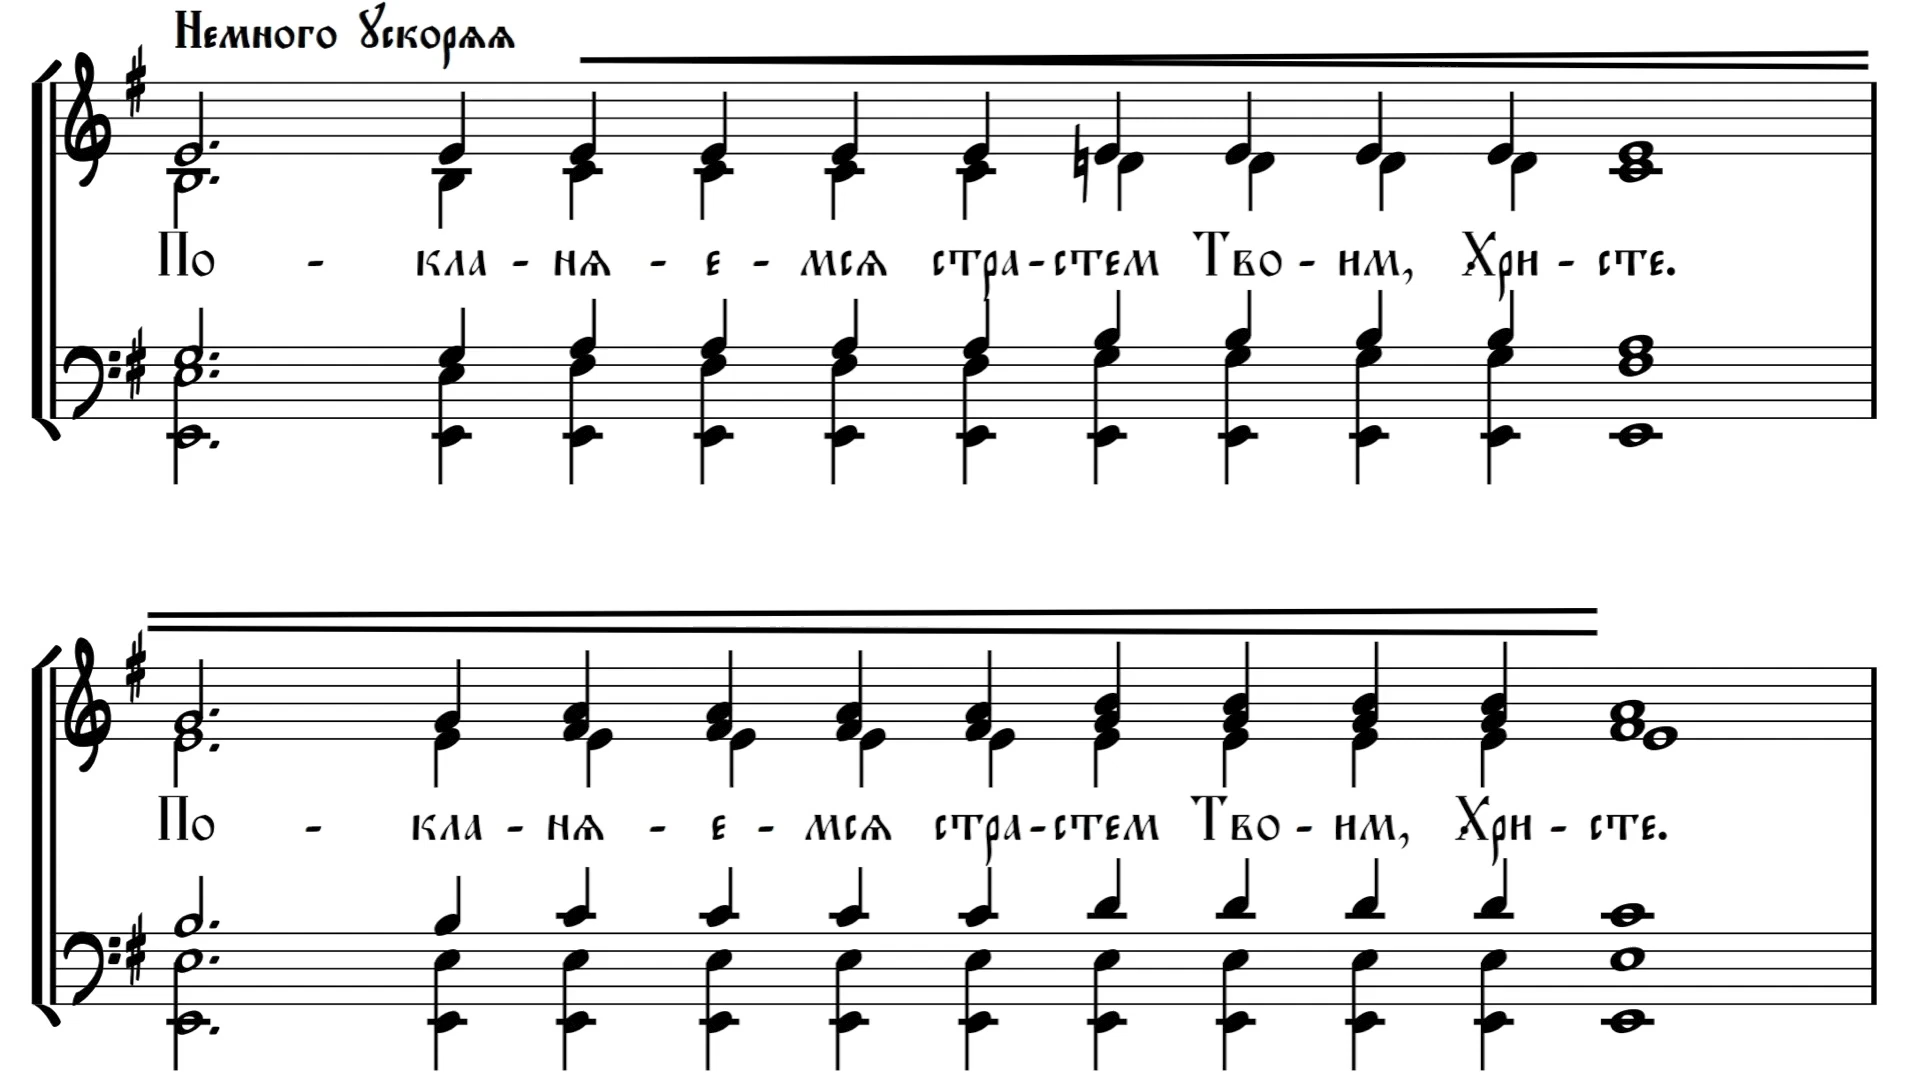 Немного Ꙋскоряя
По - кла - ня - е - мся стра - стем Тво - им, Хри - сте.
По - кла - ня - е - мся стра - стем Тво - им, Хри - сте.